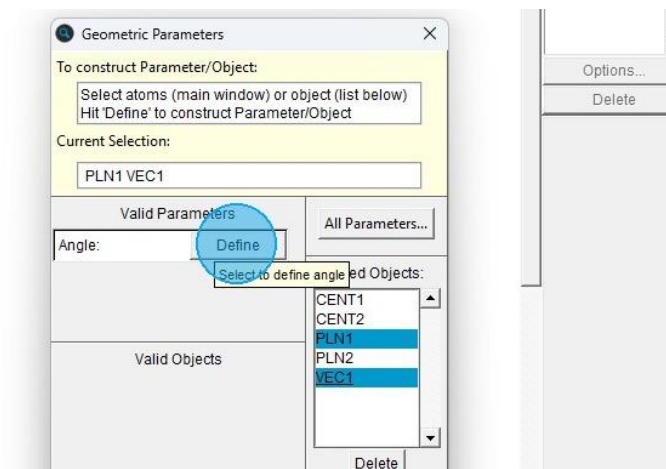 Geometric Parameters
To construct Parameter/Object:
Select atoms (main window) or object (list below)
Hit 'Define' to construct Parameter/Object
Current Selection:
PLN1 VEC1
Valid Parameters
All Parameters...
Angle:
Define
Select to define angle
ed Objects:
CENT1
CENT2
PLN1
PLN2
VEC1
Valid Objects
Delete
Options...
Delete